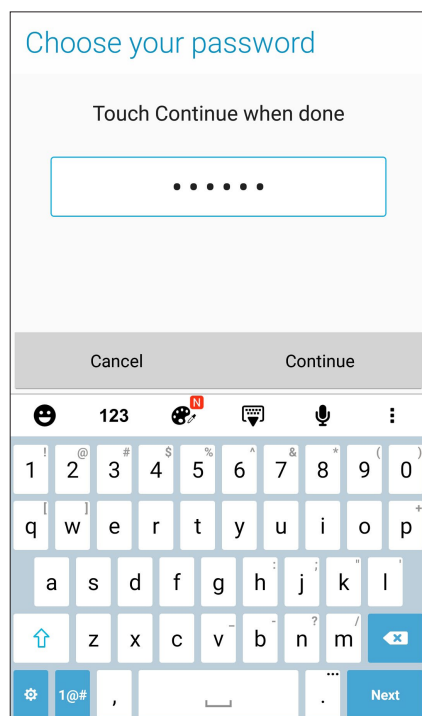 Choose your password
Touch Continue when done
••••••
Cancel Continue
123 N
! @ # $ % ^ & * ( )
1 2 3 4 5 6 7 8 9 0
[ ] +
q w e r t y u i o p
: ; " '
a s d f g h j k l
_ - ? /
z x c v b n m
1@# , ... . Next